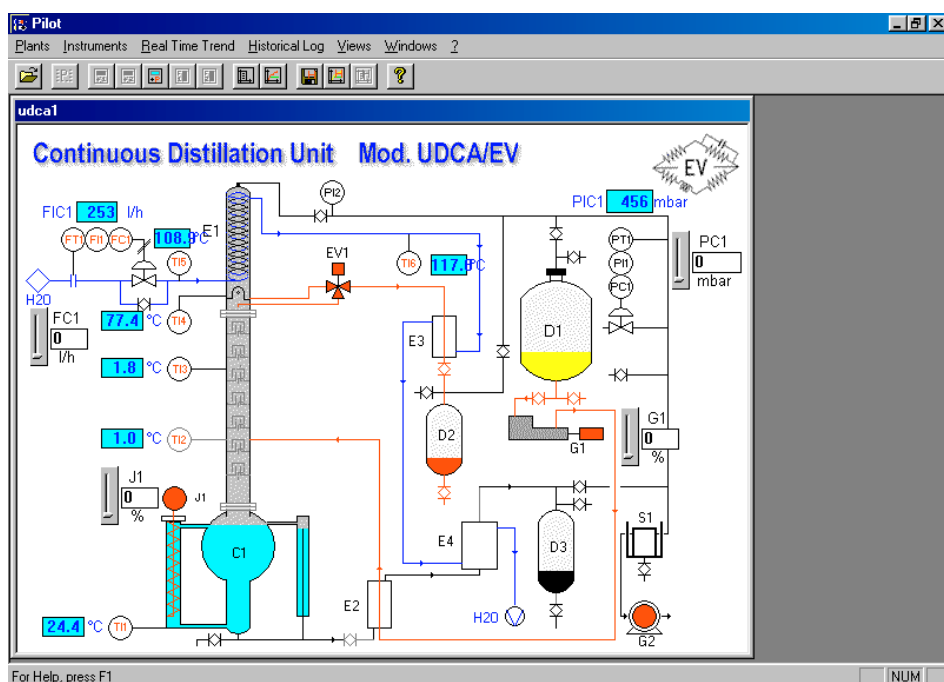 Pilot
Plants Instruments Real Time Trend Historical Log Views Windows ?
udca1
Continuous Distillation Unit Mod. UDCA/EV
EV
PI2
PIC1 456 mbar
FIC1 253 l/h
E1
FT1 FI1 FC1 108.9°C
PT1
PC1
0
mbar
EV1
TI5
TI6 117.6°C
PI1
H2O
PC1
FC1
0
l/h
77.4 °C TI4
E3
D1
1.8 °C TI3
G1
0
%
1.0 °C TI2
D2
G1
J1
0
%
J1
S1
C1
E4
D3
E2
H2O
24.4 °C TI1
G2
For Help, press F1
NUM